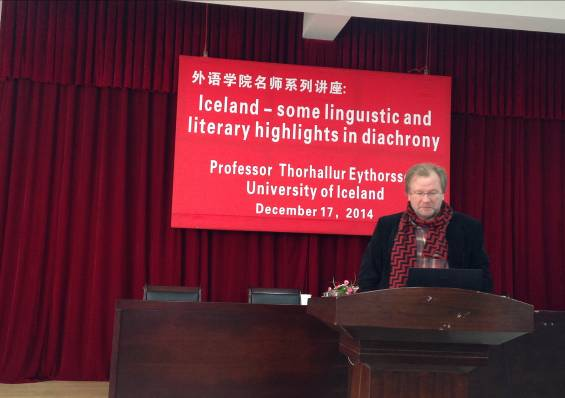 外语学院名师系列讲座:
Iceland – some linguistic and
literary highlights in diachrony
Professor Thorhallur
University of Iceland
December 17, 2014